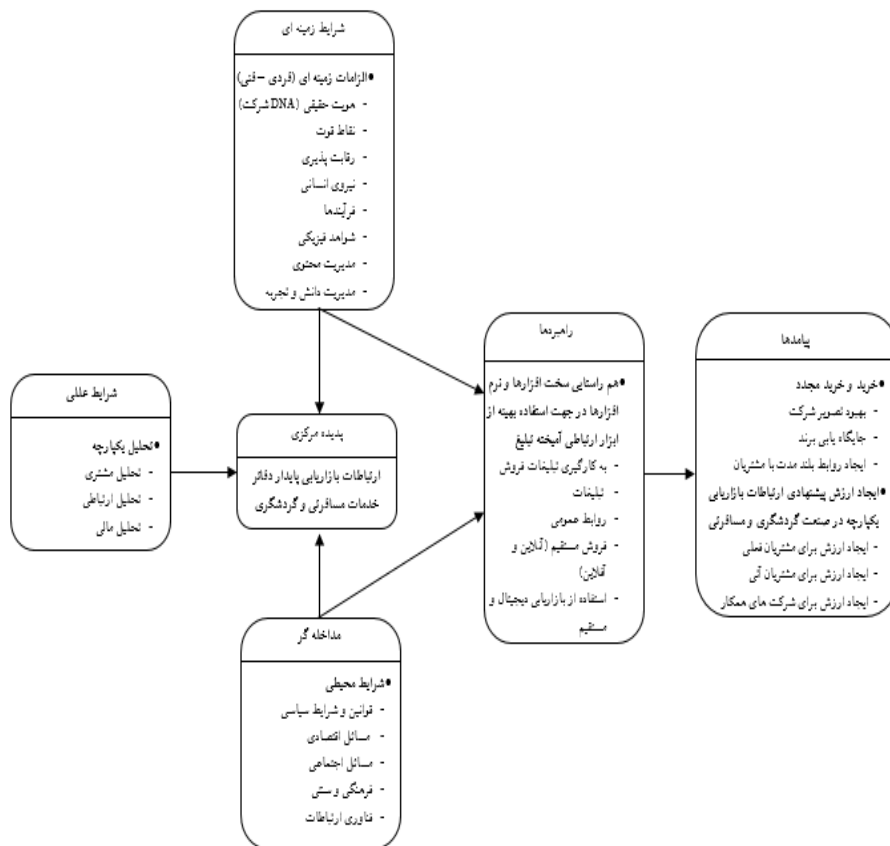 شرایط زمینه ای
●الزامات زمینه ای (فردی – فنی)
- هویت حقیقی (DNA شرکت)
- نقاط قوت
- رقابت پذیری
- نیروی انسانی
- فرآیندها
- شواهد فیزیکی
- مدیریت محتوی
- مدیریت دانش و تجربه
شرایط عللی
●تحلیل یکپارچه
- تحلیل مشتری
- تحلیل ارتباطی
- تحلیل مالی
پدیده مرکزی
ارتباطات بازاریابی پایدار دفاتر
خدمات مسافرتی و گردشگری
مداخله گر
●شرایط محیطی
- قوانین و شرایط سیاسی
- مسائل اقتصادی
- مسائل اجتماعی
- فرهنگی و سنتی
- فناوری ارتباطات
راهبردها
●هم راستایی سخت افزارها و نرم
افزارها در جهت استفاده بهینه از
ابزار ارتباطی آمیخته تبلیغ
- به کارگیری تبلیغات فروش
- تبلیغات
- روابط عمومی
- فروش مستقیم (آنلاین و
آفلاین)
- استفاده از بازاریابی دیجیتال و
مستقیم
پیامدها
●خرید و خرید مجدد
- بهبود تصویر شرکت
- جایگاه یابی برند
- ایجاد روابط بلند مدت با مشتریان
●ایجاد ارزش پیشنهادی ارتباطات بازاریابی
یکپارچه در صنعت گردشگری و مسافرتی
- ایجاد ارزش برای مشتریان فعلی
- ایجاد ارزش برای مشتریان آتی
- ایجاد ارزش برای شرکت های همکار